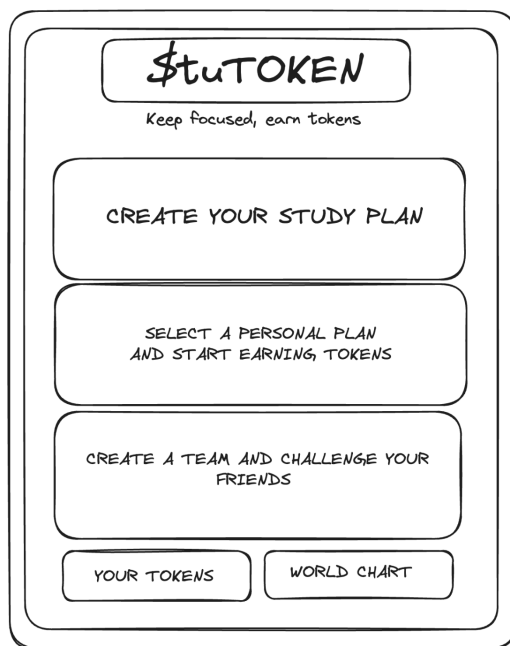 $tuTOKEN
Keep focused, earn tokens
CREATE YOUR STUDY PLAN
SELECT A PERSONAL PLAN
AND START EARNING TOKENS
CREATE A TEAM AND CHALLENGE YOUR
FRIENDS
YOUR TOKENS
WORLD CHART